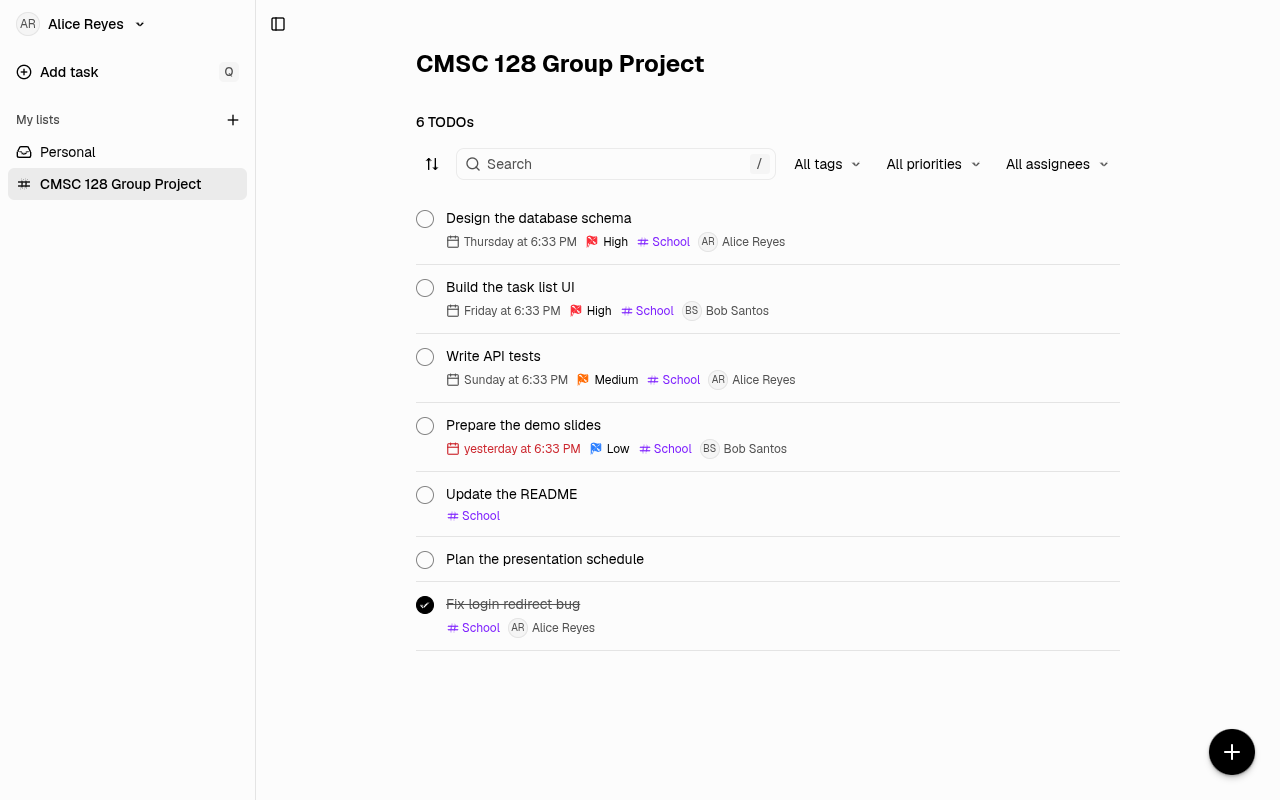 AR Alice Reyes
Add task Q
My lists
Personal
CMSC 128 Group Project
CMSC 128 Group Project
6 TODOs
Search / All tags All priorities All assignees
Design the database schema
Thursday at 6:33 PM High School AR Alice Reyes
Build the task list UI
Friday at 6:33 PM High School BS Bob Santos
Write API tests
Sunday at 6:33 PM Medium School AR Alice Reyes
Prepare the demo slides
yesterday at 6:33 PM Low School BS Bob Santos
Update the README
School
Plan the presentation schedule
Fix login redirect bug
School AR Alice Reyes